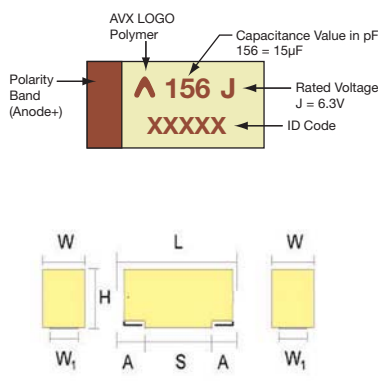 AVX LOGO
Polymer
Capacitance Value in pF
156 = 15µF
Polarity
Band
(Anode+)
156 J
Rated Voltage
J = 6.3V
XXXXX
ID Code
W
L
W
H
W1
A
S
A
W1